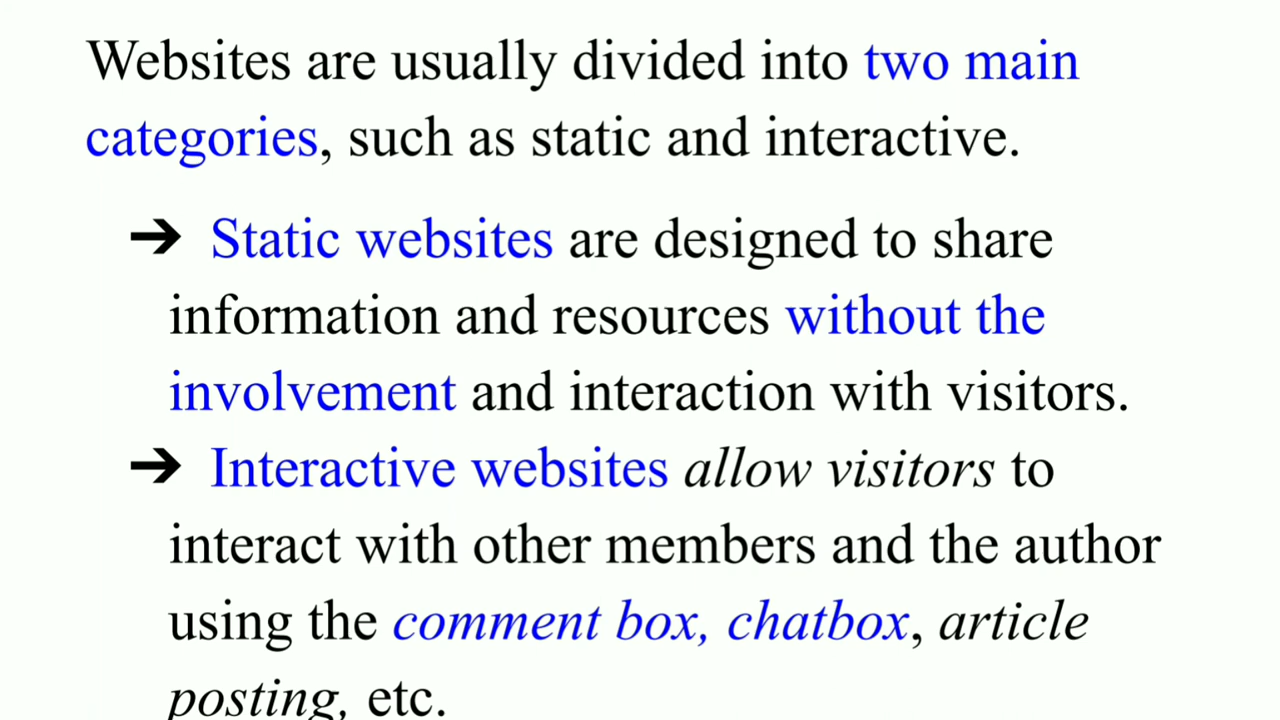 Websites are usually divided into two main
categories, such as static and interactive.
➔ Static websites are designed to share
information and resources without the
involvement and interaction with visitors.
➔ Interactive websites allow visitors to
interact with other members and the author
using the comment box, chatbox, article
posting, etc.